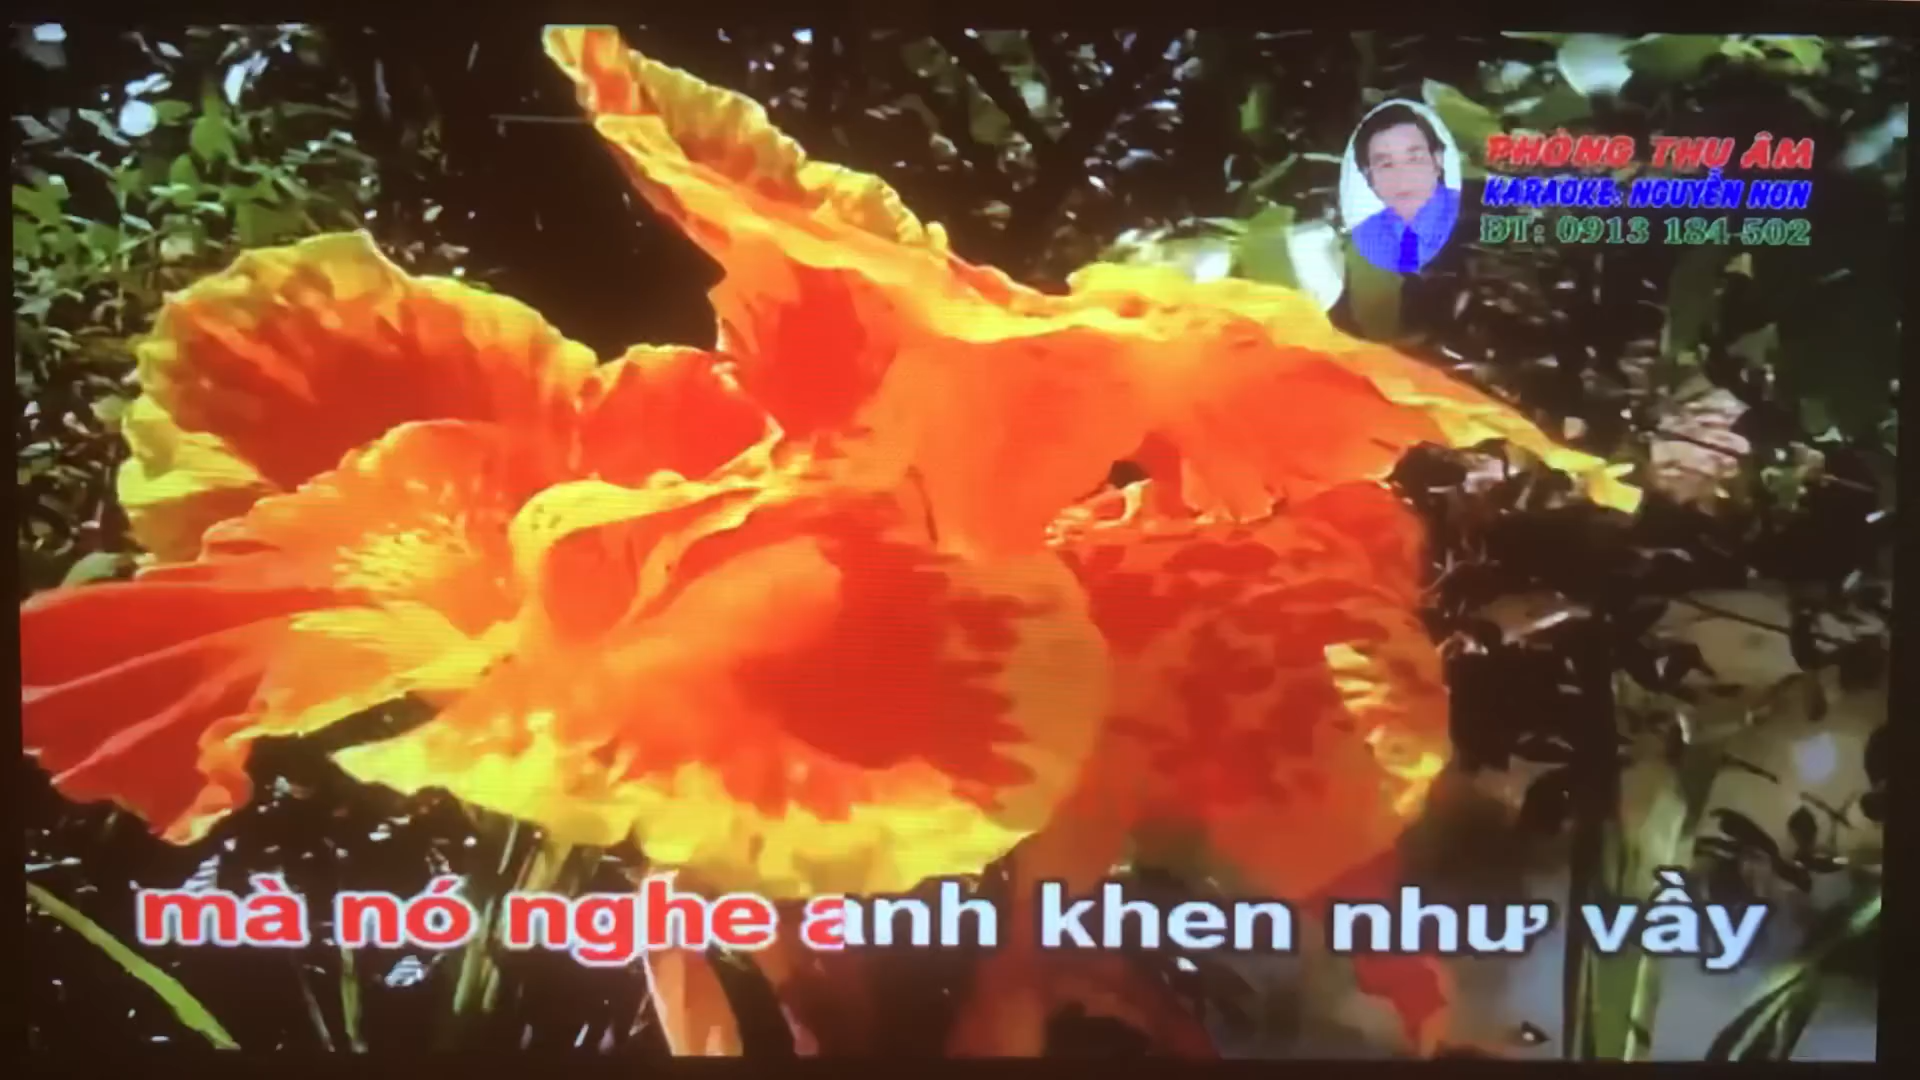 PHÒNG THU ÂM
KARAOKE: NGUYỄN NON
ĐT: 0913 184 502
mà nó nghe anh khen như vầy